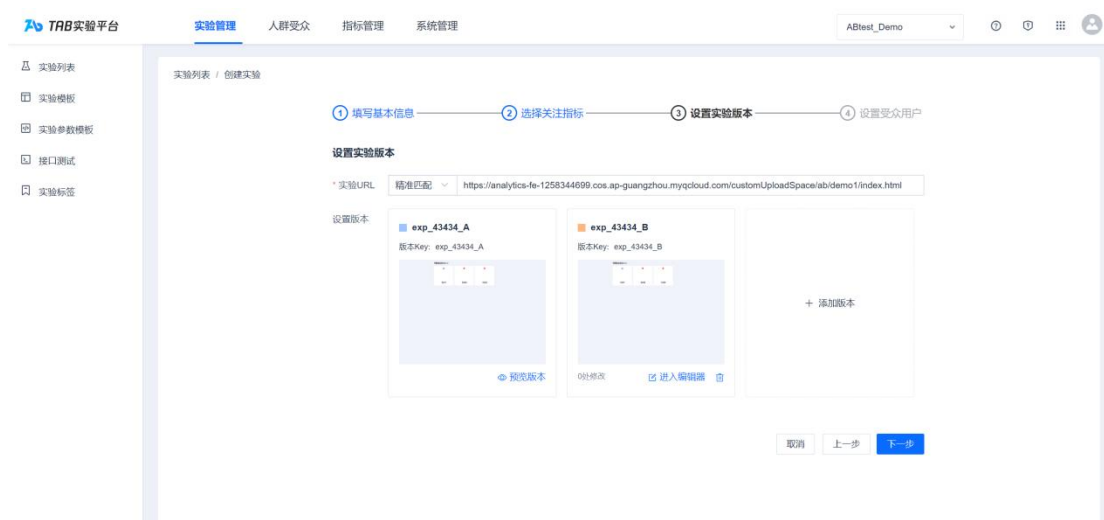 TAB实验平台
实验管理 人群受众 指标管理 系统管理
ABtest_Demo
实验列表
实验模板
实验参数模板
接口测试
实验标签
实验列表 / 创建实验
1 填写基本信息 2 选择关注指标 3 设置实验版本 4 设置受众用户
设置实验版本
* 实验URL 精准匹配 https://analytics-fe-1258344699.cos.ap-guangzhou.myqcloud.com/customUploadSpace/ab/demo1/index.html
设置版本
exp_43434_A
版本Key: exp_43434_A
预览版本
exp_43434_B
版本Key: exp_43434_B
0处修改 进入编辑器
+ 添加版本
取消 上一步 下一步